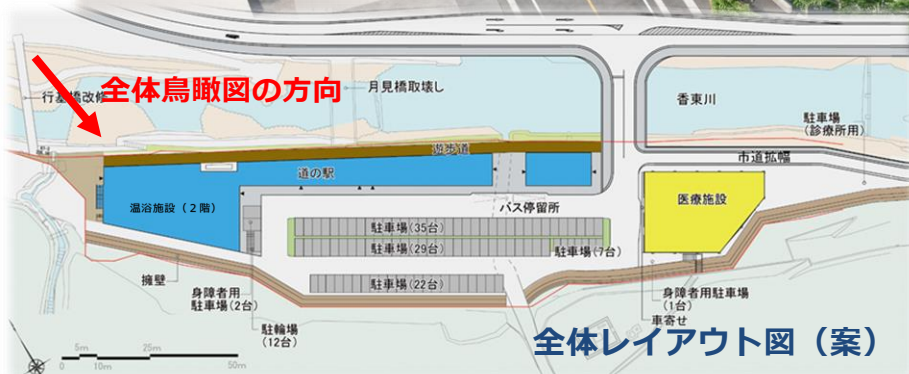 全体鳥瞰図の方向
行基橋改修
月見橋取壊し
香東川
駐車場
(診療所用)
遊歩道
市道拡幅
道の駅
医療施設
温浴施設(2階)
バス停留所
駐車場(35台)
駐車場(29台)
駐車場(7台)
駐車場(22台)
擁壁
身障者用
駐車場(2台)
身障者用駐車場
(1台)
車寄せ
駐輪場
(12台)
全体レイアウト図(案)
5m
25m
0
10m
50m